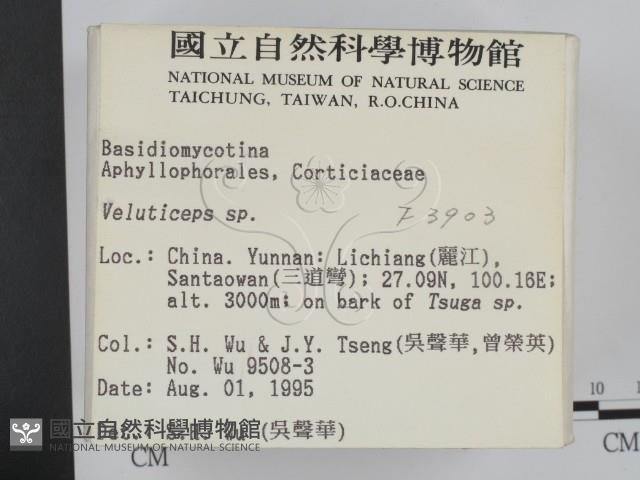 國立自然科學博物館
NATIONAL MUSEUM OF NATURAL SCIENCE
TAICHUNG, TAIWAN, R.O.CHINA
Basidiomycotina
Aphyllophorales, Corticiaceae
Veluticeps sp.
F3903
Loc.: China. Yunnan: Lichiang(麗江),
Santaowan(三道彎); 27.09N, 100.16E;
alt. 3000m; on bark of Tsuga sp.
Col.: S.H. Wu & J.Y. Tseng(吳聲華,曾榮英)
No. Wu 9508-3
Date: Aug. 01, 1995
(吳聲華)
國立自然科學博物館
NATIONAL MUSEUM OF NATURAL SCIENCE
CM
10
CM